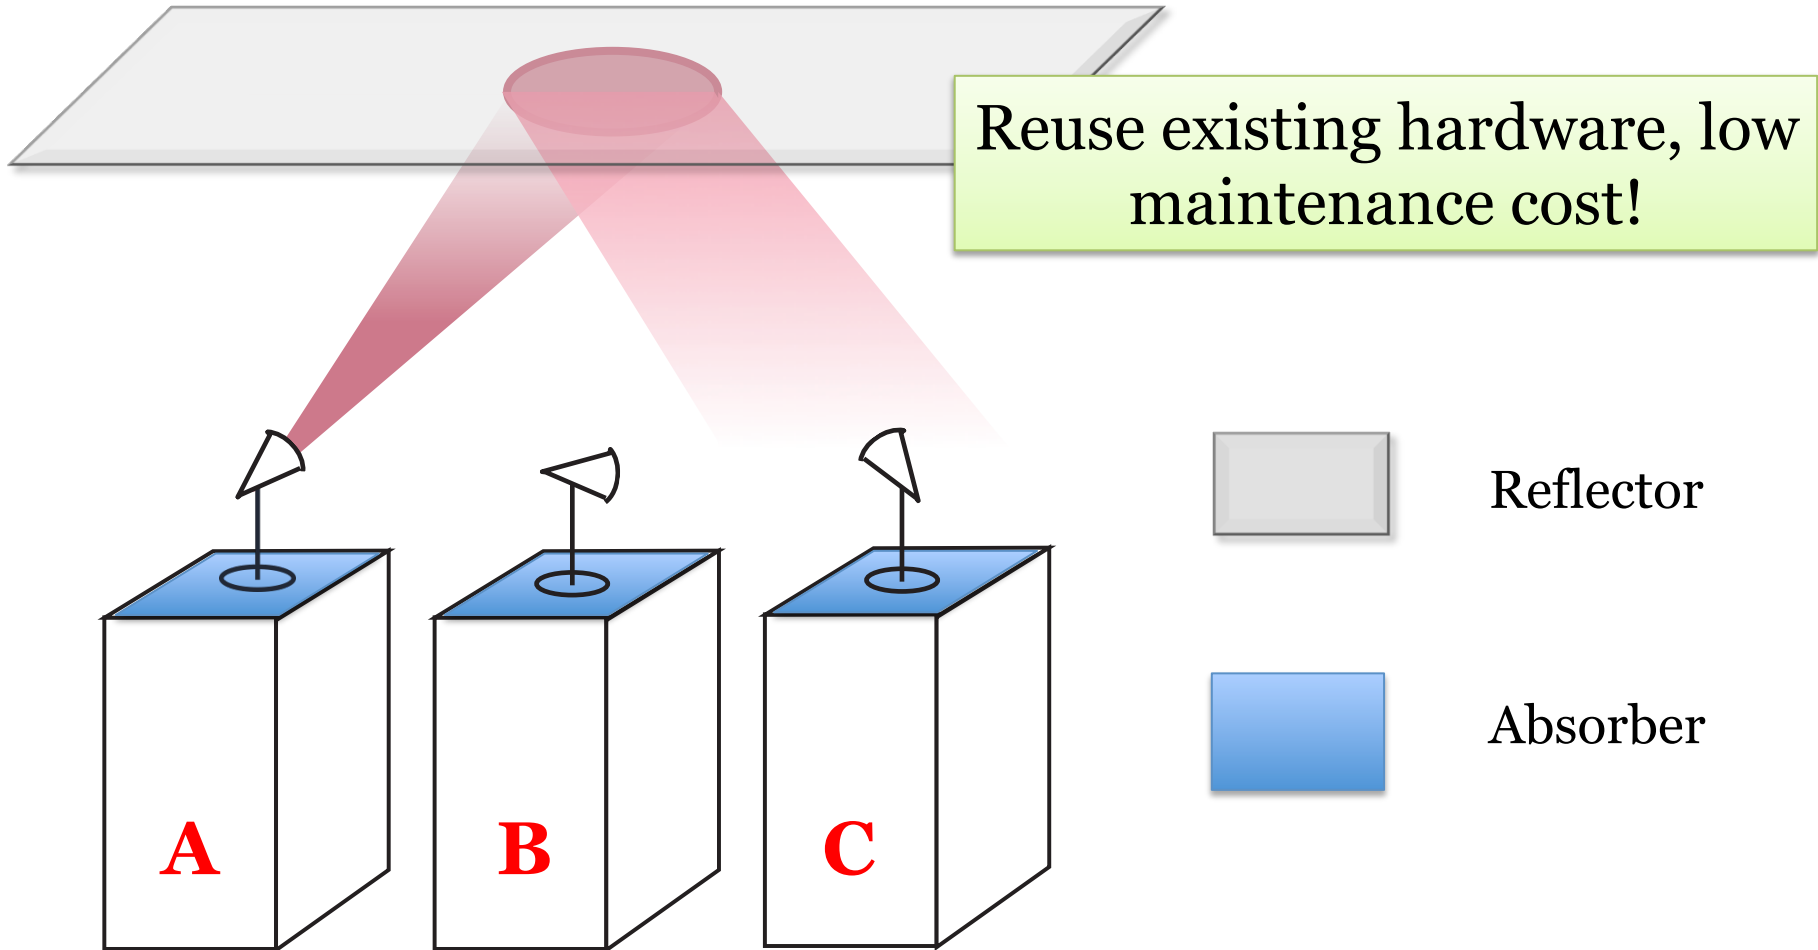 Reuse existing hardware, low
maintenance cost!
Reflector
Absorber
A
B
C